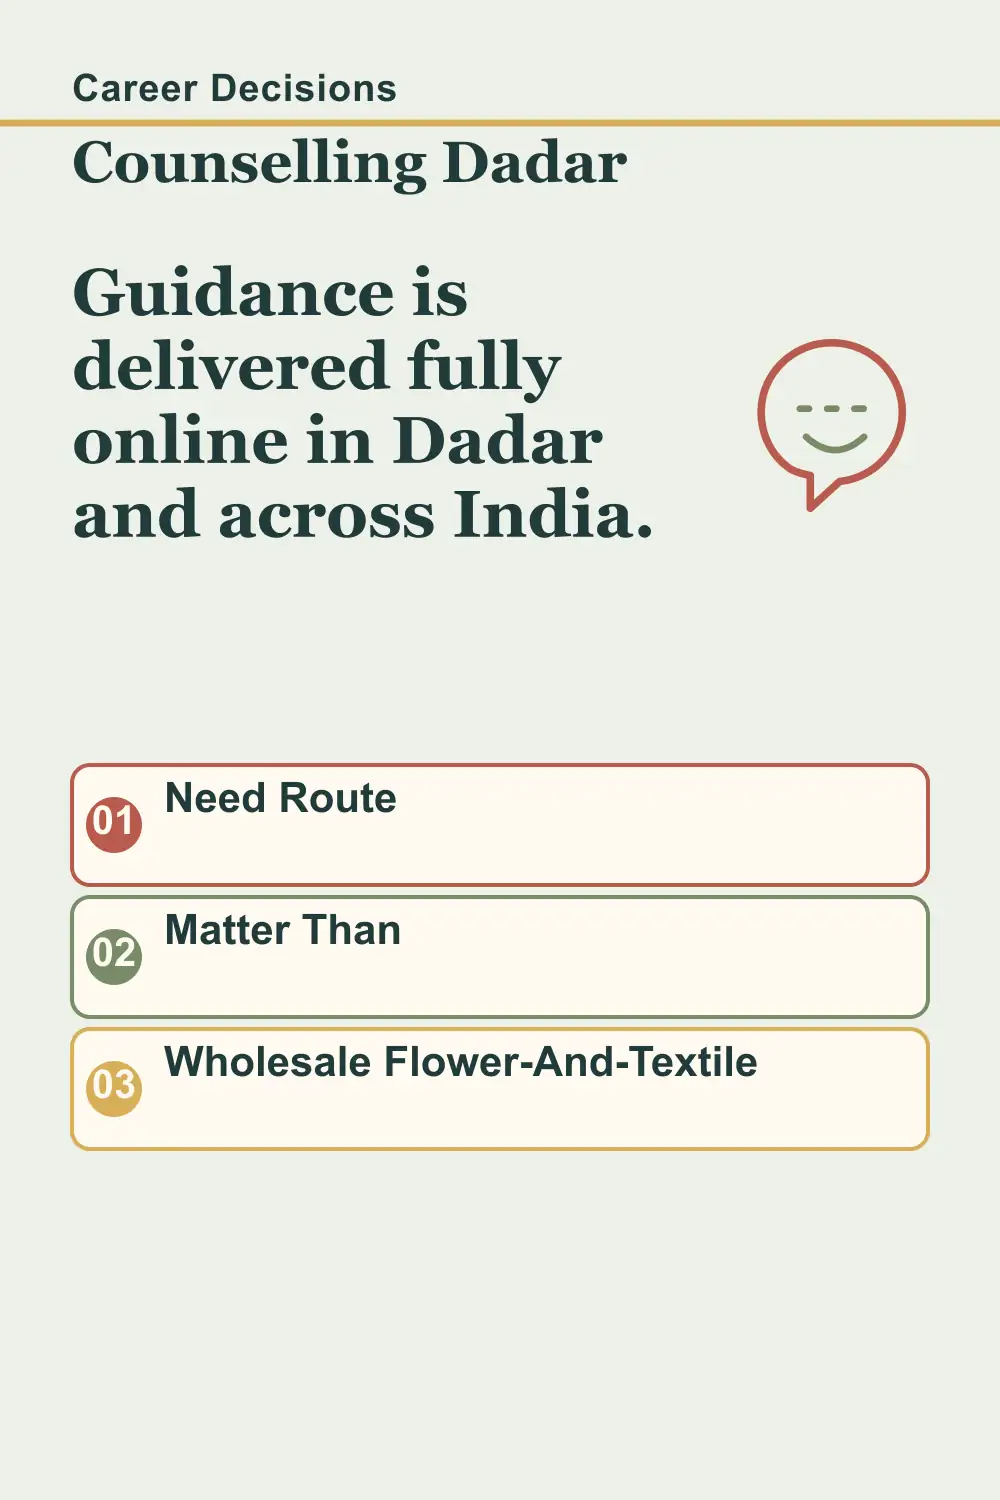 Career Decisions
Counselling Dadar
Guidance is
delivered fully
online in Dadar
and across India.
01
Need Route
02
Matter Than
03
Wholesale Flower-And-Textile